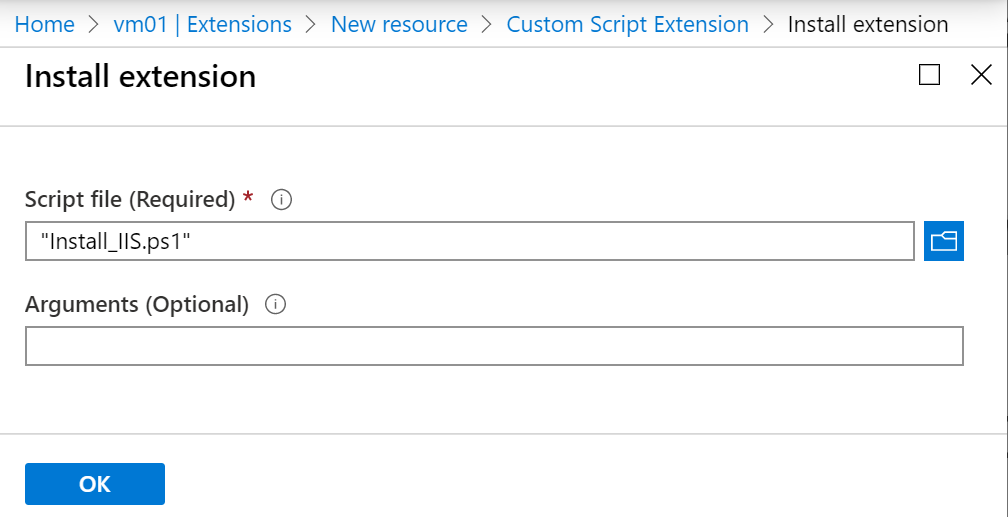 Home > vm01 | Extensions > New resource > Custom Script Extension > Install extension
Install extension
Script file (Required) *
"Install_IIS.ps1"
Arguments (Optional)
OK